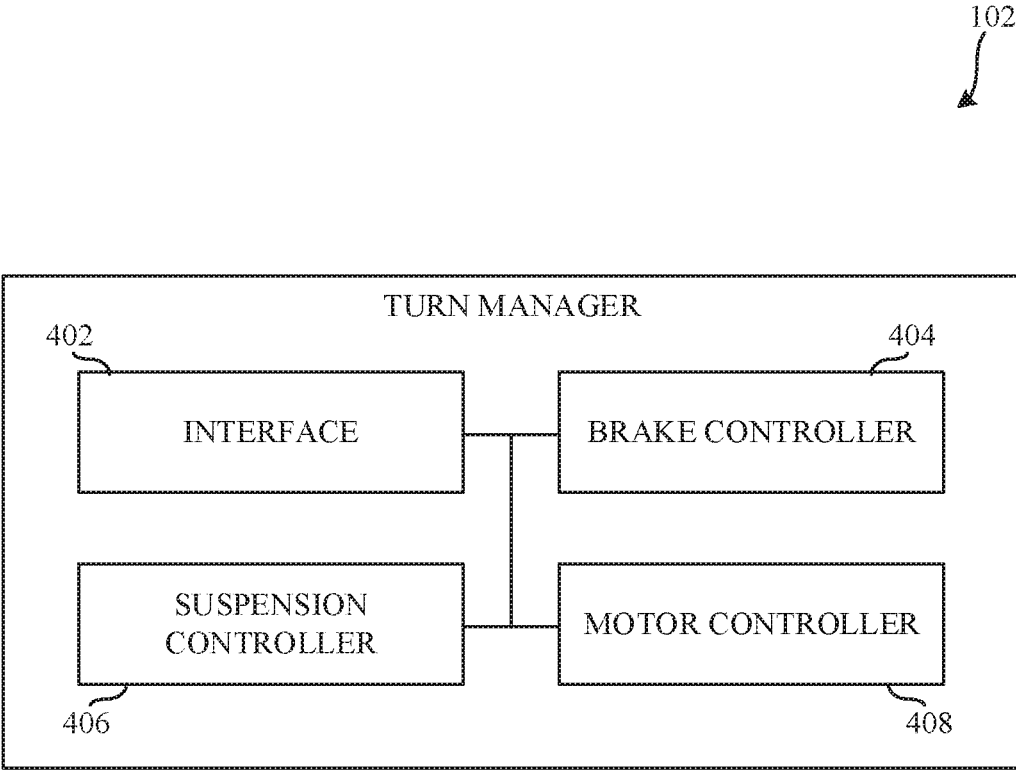 102
TURN MANAGER
402
404
INTERFACE
BRAKE CONTROLLER
SUSPENSION
CONTROLLER
MOTOR CONTROLLER
406
408